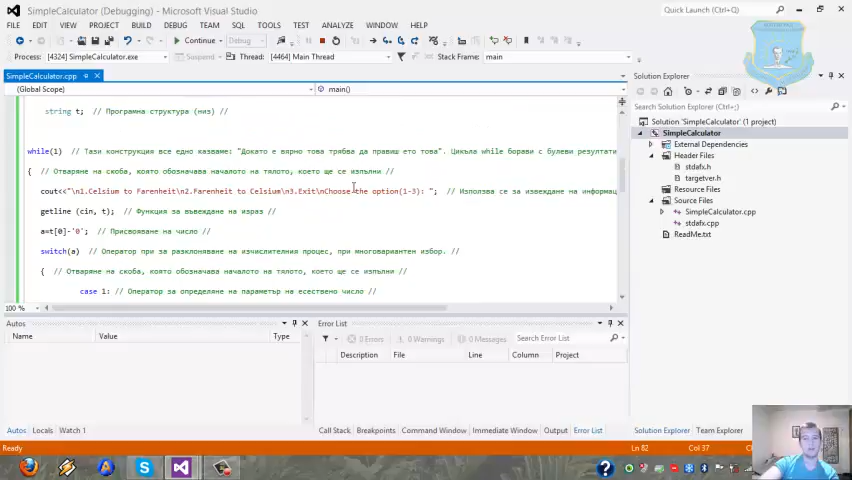 SimpleCalculator (Debugging) - Microsoft Visual Studio
Quick Launch (Ctrl+Q)
FILE EDIT VIEW PROJECT BUILD DEBUG TEAM SQL TOOLS TEST ANALYZE WINDOW HELP
Continue Debug
Process: [4324] SimpleCalculator.exe Suspend Thread: [4464] Main Thread Stack Frame: main
SimpleCalculator.cpp
(Global Scope) main()
string t; // Програмна структура (низ) //
while(1) // Тази конструкция все едно казваме: "Докато е вярно това трябва да правиш ето това". Цикъла while борави с булеви резултати
{ // Отваряне на скоба, която обозначава началото на тялото, което ще се изпълни //
cout<<"\n1.Celsium to Farenheit\n2.Farenheit to Celsium\n3.Exit\nChoose the option(1-3): "; // Използва се за извеждане на информац
getline (cin, t); // Функция за въвеждане на израз //
a=t[0]-'0'; // Присвояване на число //
switch(a) // Оператор при за разклонение на изчислителния процес, при многовариантен избор. //
{ // Отваряне на скоба, която обозначава началото на тялото, което ще се изпълни //
case 1: // Оператор за определяне на параметър на естествено число //
100 %
Solution Explorer
Search Solution Explorer (Ctrl+;)
Solution 'SimpleCalculator' (1 project)
SimpleCalculator
External Dependencies
Header Files
stdafx.h
targetver.h
Resource Files
Source Files
SimpleCalculator.cpp
stdafx.cpp
ReadMe.txt
Autos
Name Value Type
Error List
0 Errors 0 Warnings 0 Messages Search Error List
Description File Line Column Project
Autos Locals Watch 1
Call Stack Breakpoints Command Window Immediate Window Output Error List
Solution Explorer Team Explorer
Ready Ln 82 Col 37